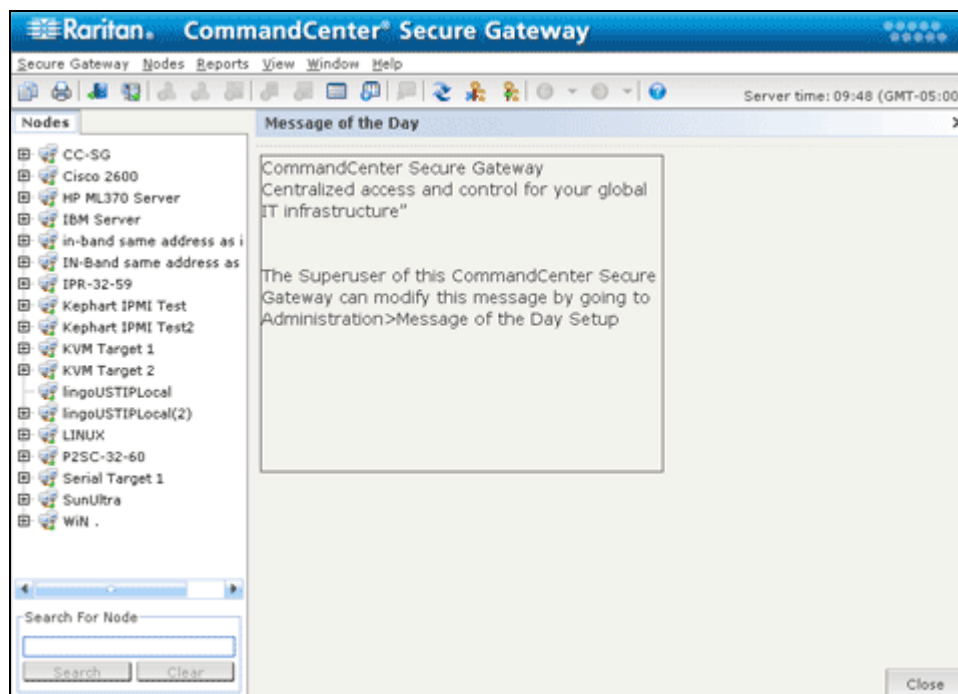 Raritan. CommandCenter® Secure Gateway
Secure Gateway Nodes Reports View Window Help
Server time: 09:48 (GMT-05:00
Nodes
CC-SG
Cisco 2600
HP ML370 Server
IBM Server
in-band same address as i
IN-Band same address as
IPR-32-59
Kephart IPMI Test
Kephart IPMI Test2
KVM Target 1
KVM Target 2
lingoUSTIPLocal
lingoUSTIPLocal(2)
LINUX
P2SC-32-60
Serial Target 1
SunUltra
WiN .
Search For Node
Search Clear
Message of the Day
CommandCenter Secure Gateway
Centralized access and control for your global
IT infrastructure"
The Superuser of this CommandCenter Secure
Gateway can modify this message by going to
Administration>Message of the Day Setup
Close